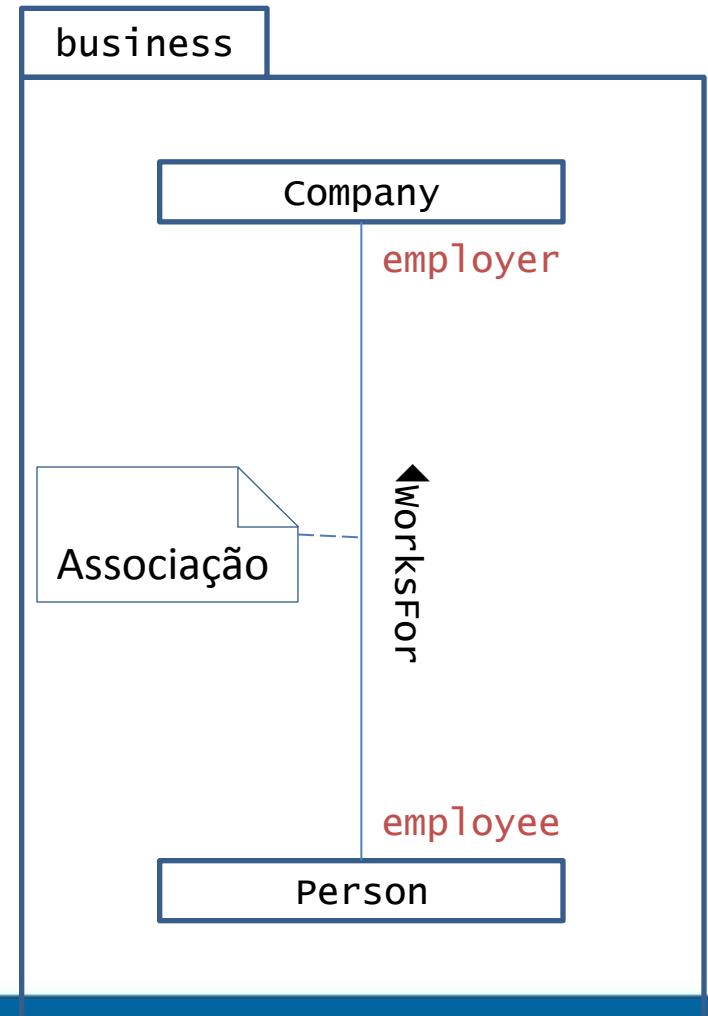 business
Company
employer
WorksFor
Associação
employee
Person